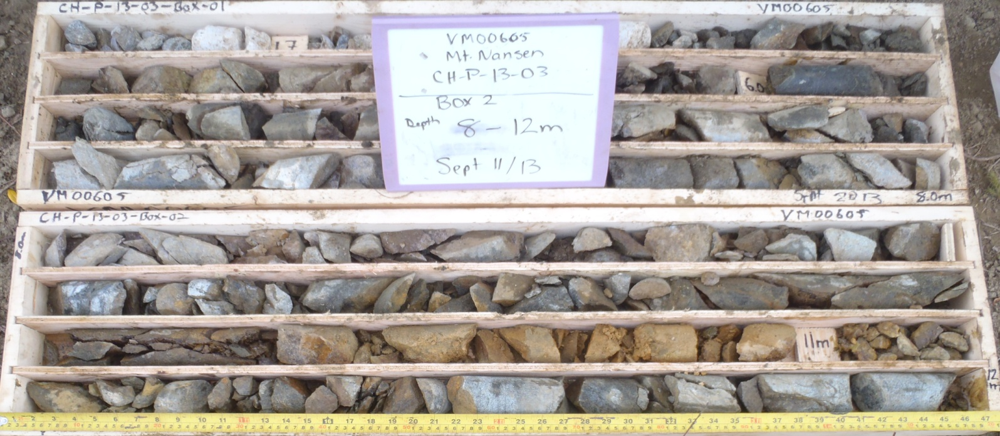 CH-P-13-03-Box-01
VM00605
17
VM00605
Mt. Nansen
CH-P-13-03
Box 2
Depth 8 - 12m
Sept 11/13
6.0
VM00605
Sept 2013
8.0m
CH-P-13-03-Box-02
VM00605
8.0m
11m
12m
1 2 3 4 5 6 7 8 9 10 11 12 13 14 15 16 17 18 19 20 21 22 23 24 25 26 27 28 29 30 31 32 33 34 35 36 37 38 39 40 41 42 43 44 45 46 47